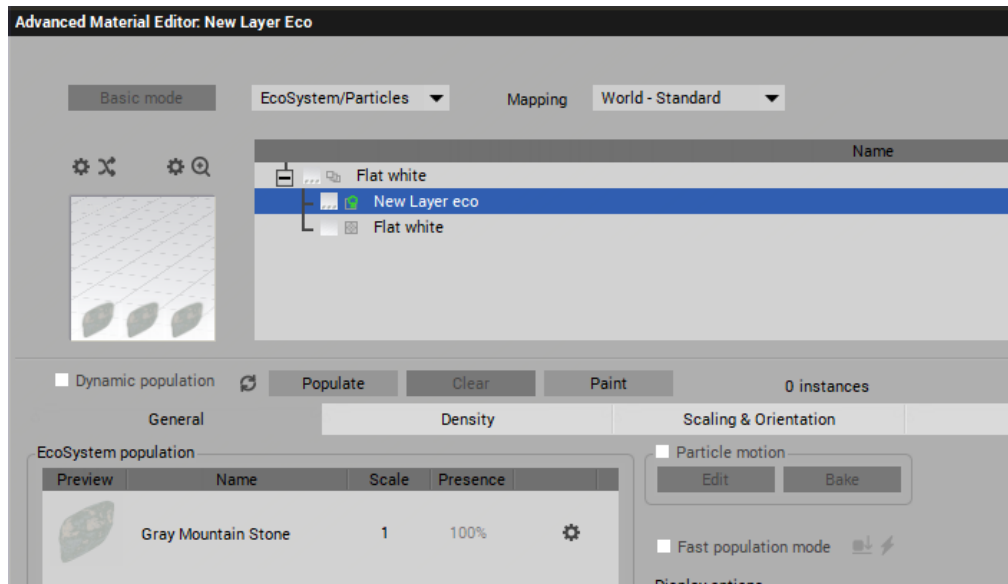 Advanced Material Editor: New Layer Eco
Basic mode EcoSystem/Particles Mapping World - Standard
Name
Flat white
New Layer eco
Flat white
Dynamic population Populate Clear Paint 0 instances
General Density Scaling & Orientation
EcoSystem population Particle motion
Preview Name Scale Presence Edit Bake
Gray Mountain Stone 1 100%
Fast population mode
Display options